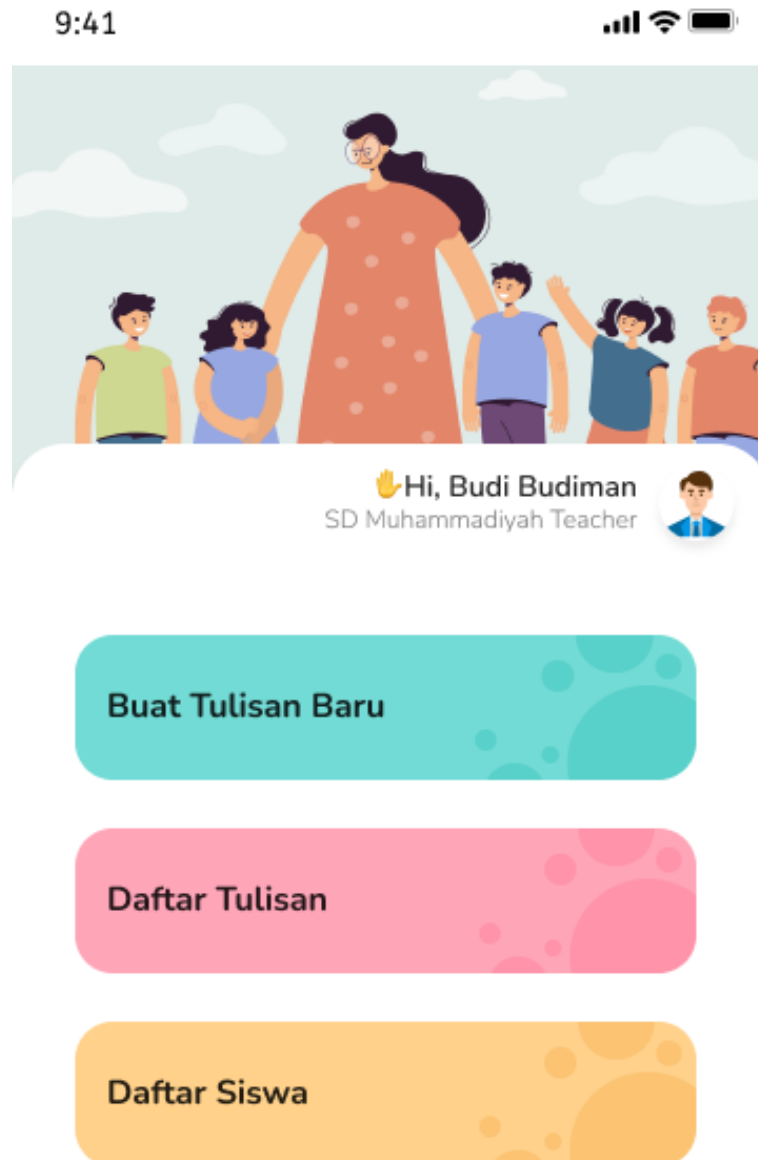 9:41
✋Hi, Budi Budiman
SD Muhammadiyah Teacher
Buat Tulisan Baru
Daftar Tulisan
Daftar Siswa